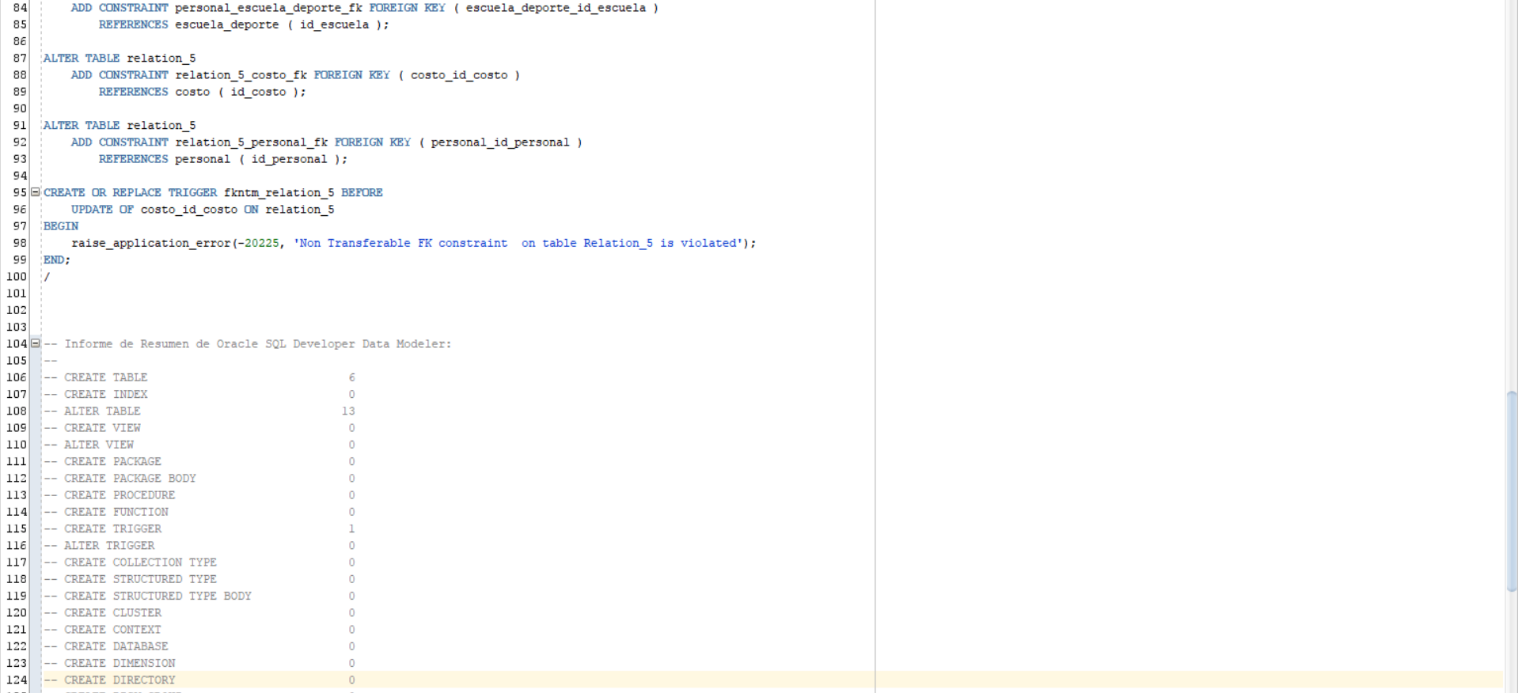 84 ADD CONSTRAINT personal_escuela_deporte_fk FOREIGN KEY ( escuela_deporte_id_escuela )
85 REFERENCES escuela_deporte ( id_escuela );
86
87 ALTER TABLE relation_5
88 ADD CONSTRAINT relation_5_costo_fk FOREIGN KEY ( costo_id_costo )
89 REFERENCES costo ( id_costo );
90
91 ALTER TABLE relation_5
92 ADD CONSTRAINT relation_5_personal_fk FOREIGN KEY ( personal_id_personal )
93 REFERENCES personal ( id_personal );
94
95 CREATE OR REPLACE TRIGGER fkntm_relation_5 BEFORE
96 UPDATE OF costo_id_costo ON relation_5
97 BEGIN
98 raise_application_error(-20225, 'Non Transferable FK constraint  on table Relation_5 is violated');
99 END;
100 /
101
102
103
104 -- Informe de Resumen de Oracle SQL Developer Data Modeler:
105 --
106 -- CREATE TABLE 6
107 -- CREATE INDEX 0
108 -- ALTER TABLE 13
109 -- CREATE VIEW 0
110 -- ALTER VIEW 0
111 -- CREATE PACKAGE 0
112 -- CREATE PACKAGE BODY 0
113 -- CREATE PROCEDURE 0
114 -- CREATE FUNCTION 0
115 -- CREATE TRIGGER 1
116 -- ALTER TRIGGER 0
117 -- CREATE COLLECTION TYPE 0
118 -- CREATE STRUCTURED TYPE 0
119 -- CREATE STRUCTURED TYPE BODY 0
120 -- CREATE CLUSTER 0
121 -- CREATE CONTEXT 0
122 -- CREATE DATABASE 0
123 -- CREATE DIMENSION 0
124 -- CREATE DIRECTORY 0